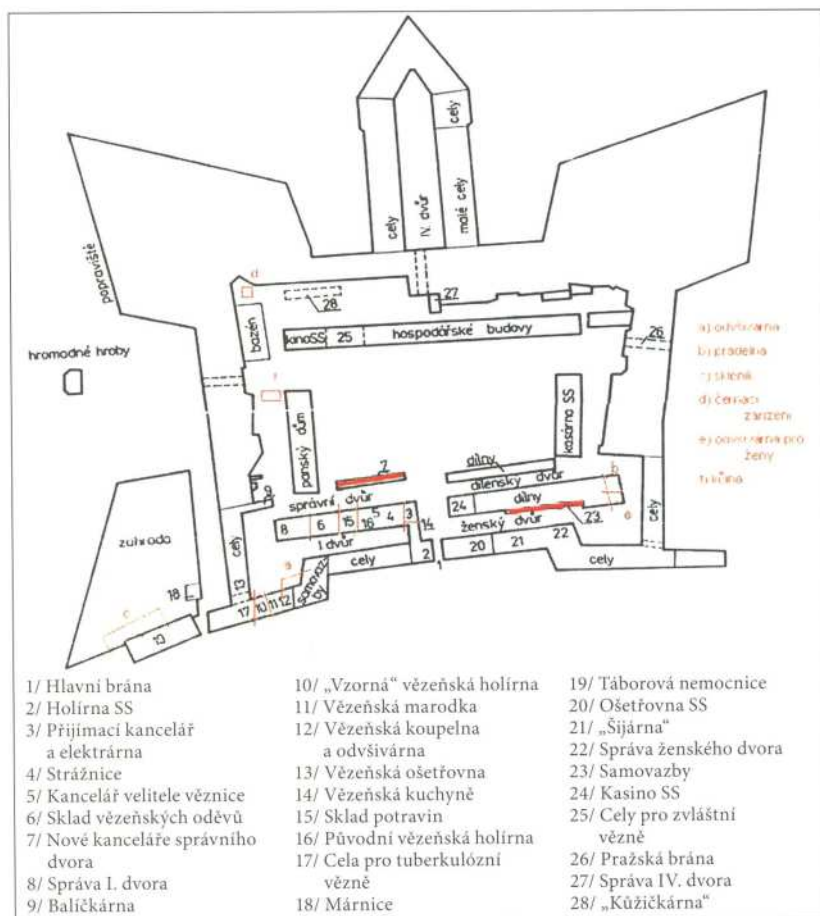 cely
cely
IV. dvůr
malé cely
popraviště
hromadné hroby
d
28
27
bazén
25
hospodářské budovy
26
f
panský dům
kasárna SS
7
dílny
dílenský dvůr
správní dvůr
dílny
b
24
23
ženský dvůr
9
8
6
15
16
5
4
3
14
I. dvůr
2
1
20
21
22
cely
cely
cely
cely
a
samovazby
zahrada
13
18
17
10
11
12
c
a) odvšivárna
b) prádelna
c) skleník
d) čerpací
zařízení
e) odvšivárna pro
ženy
f) kůlna
1/ Hlavní brána
2/ Holírna SS
3/ Přijímací kancelář
a elektrárna
4/ Strážnice
5/ Kancelář velitele věznice
6/ Sklad vězeňských oděvů
7/ Nové kanceláře správního
dvora
8/ Správa I. dvora
9/ Balíčkárna
10/ „Vzorná“ vězeňská holírna
11/ Vězeňská marodka
12/ Vězeňská koupelna
a odvšivárna
13/ Vězeňská ošetřovna
14/ Vězeňská kuchyně
15/ Sklad potravin
16/ Původní vězeňská holírna
17/ Cela pro tuberkulózní
vězně
18/ Márnice
19/ Táborová nemocnice
20/ Ošetřovna SS
21/ „Šijárna“
22/ Správa ženského dvora
23/ Samovazby
24/ Kasino SS
25/ Cely pro zvláštní
vězně
26/ Pražská brána
27/ Správa IV. dvora
28/ „Kůžičkárna“